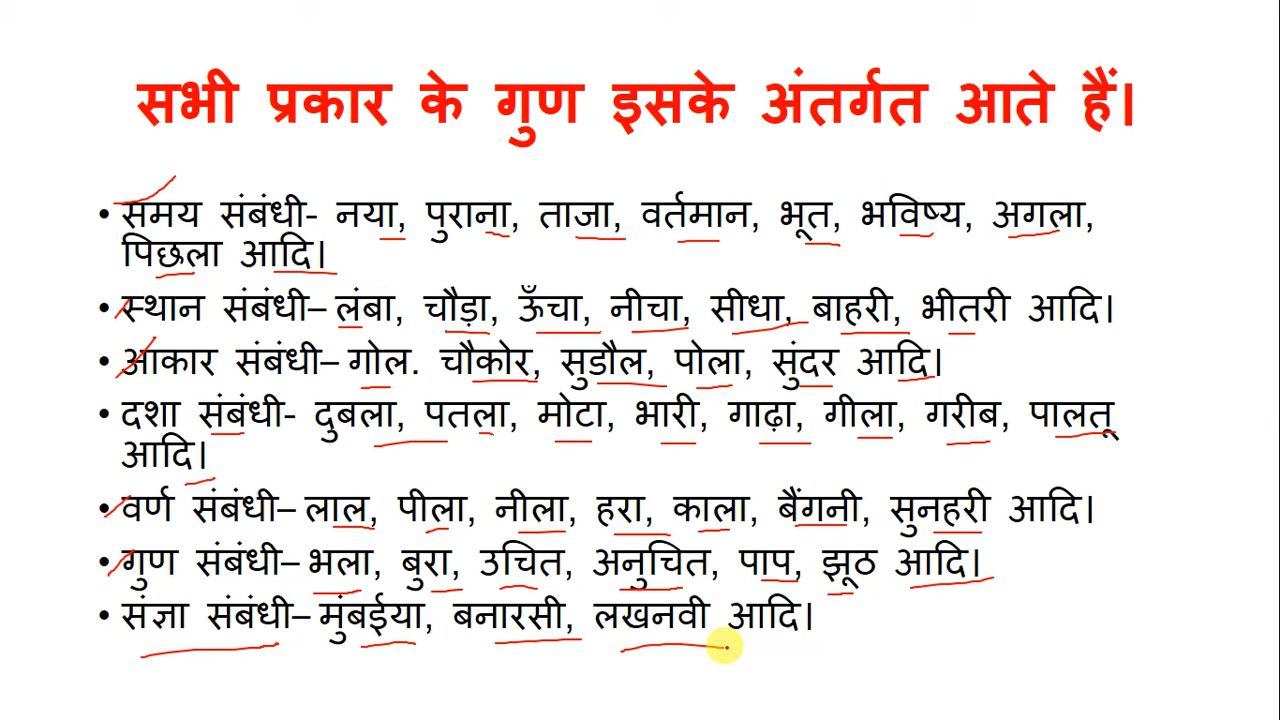 सभी प्रकार के गुण इसके अंतर्गत आते हैं।
• समय संबंधी- नया, पुराना, ताजा, वर्तमान, भूत, भविष्य, अगला,
पिछला आदि।
• स्थान संबंधी– लंबा, चौड़ा, ऊँचा, नीचा, सीधा, बाहरी, भीतरी आदि।
• आकार संबंधी– गोल. चौकोर, सुडौल, पोला, सुंदर आदि।
• दशा संबंधी- दुबला, पतला, मोटा, भारी, गाढ़ा, गीला, गरीब, पालतू
आदि।
• वर्ण संबंधी– लाल, पीला, नीला, हरा, काला, बैंगनी, सुनहरी आदि।
• गुण संबंधी– भला, बुरा, उचित, अनुचित, पाप, झूठ आदि।
• संज्ञा संबंधी– मुंबईया, बनारसी, लखनवी आदि।